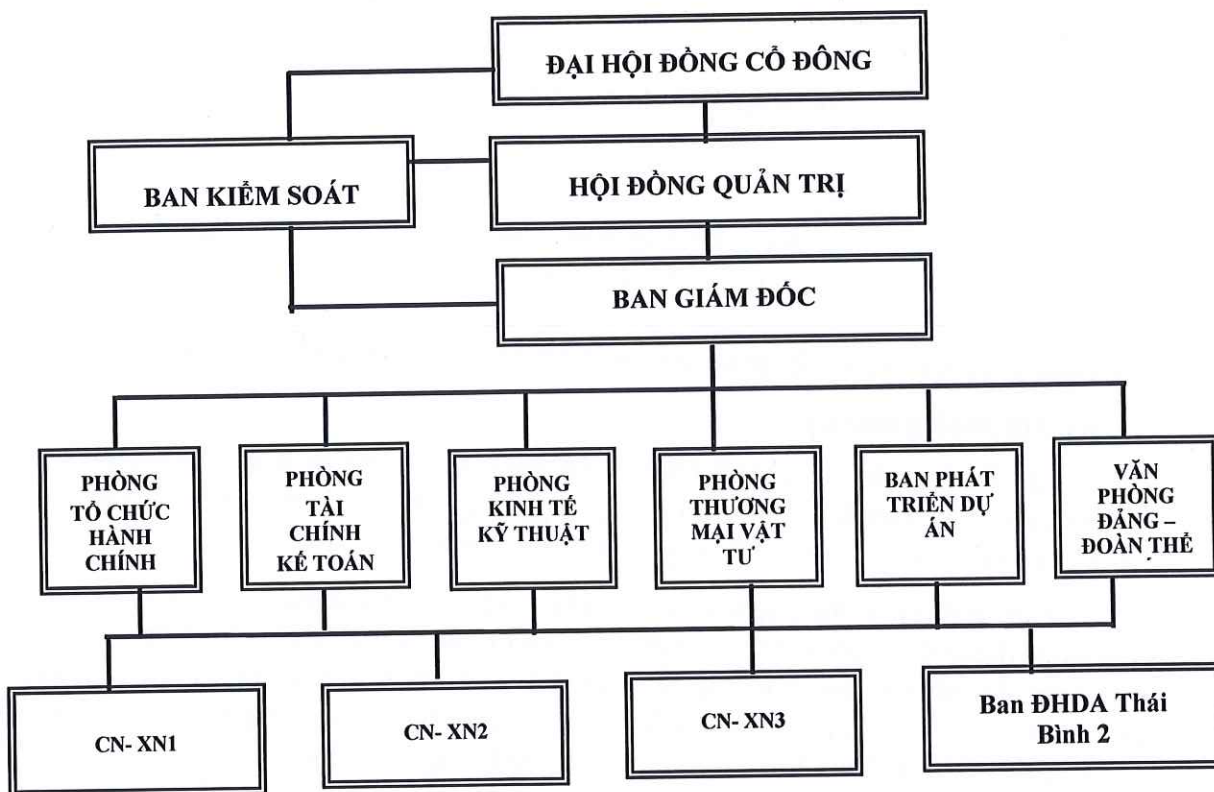 ĐẠI HỘI ĐỒNG CỔ ĐÔNG
BAN KIỂM SOÁT
HỘI ĐỒNG QUẢN TRỊ
BAN GIÁM ĐỐC
PHÒNG
TỔ CHỨC
HÀNH
CHÍNH
PHÒNG
TÀI
CHÍNH
KẾ TOÁN
PHÒNG
KINH TẾ
KỸ THUẬT
PHÒNG
THƯƠNG
MẠI VẬT
TƯ
BAN PHÁT
TRIỂN DỰ
ÁN
VĂN
PHÒNG
ĐẢNG –
ĐOÀN THỂ
CN- XN1
CN- XN2
CN- XN3
Ban ĐHDA Thái
Bình 2